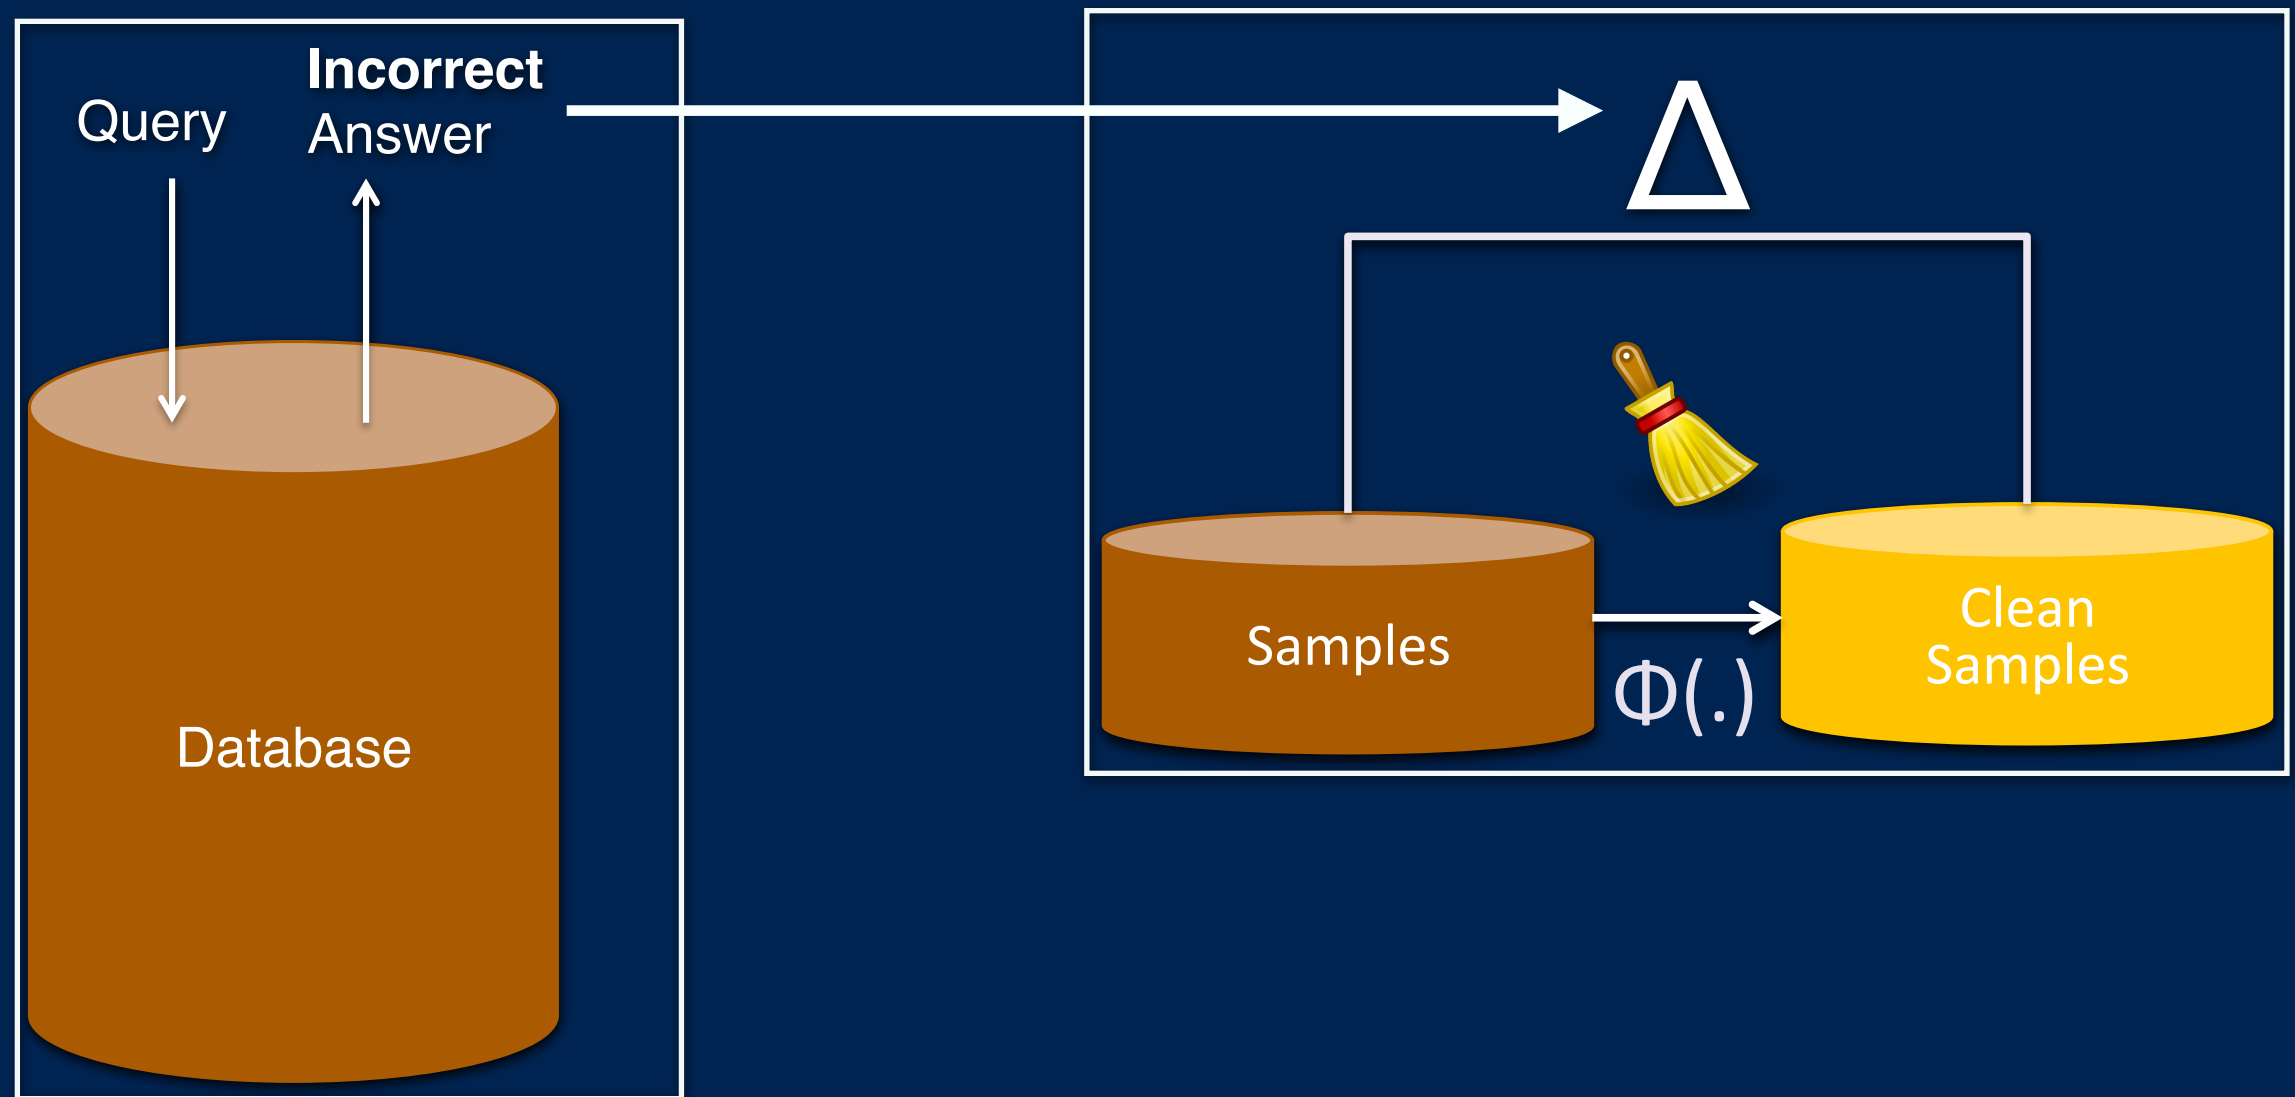 Query
Incorrect
Answer
Δ
Database
Samples
Φ(.)
Clean
Samples